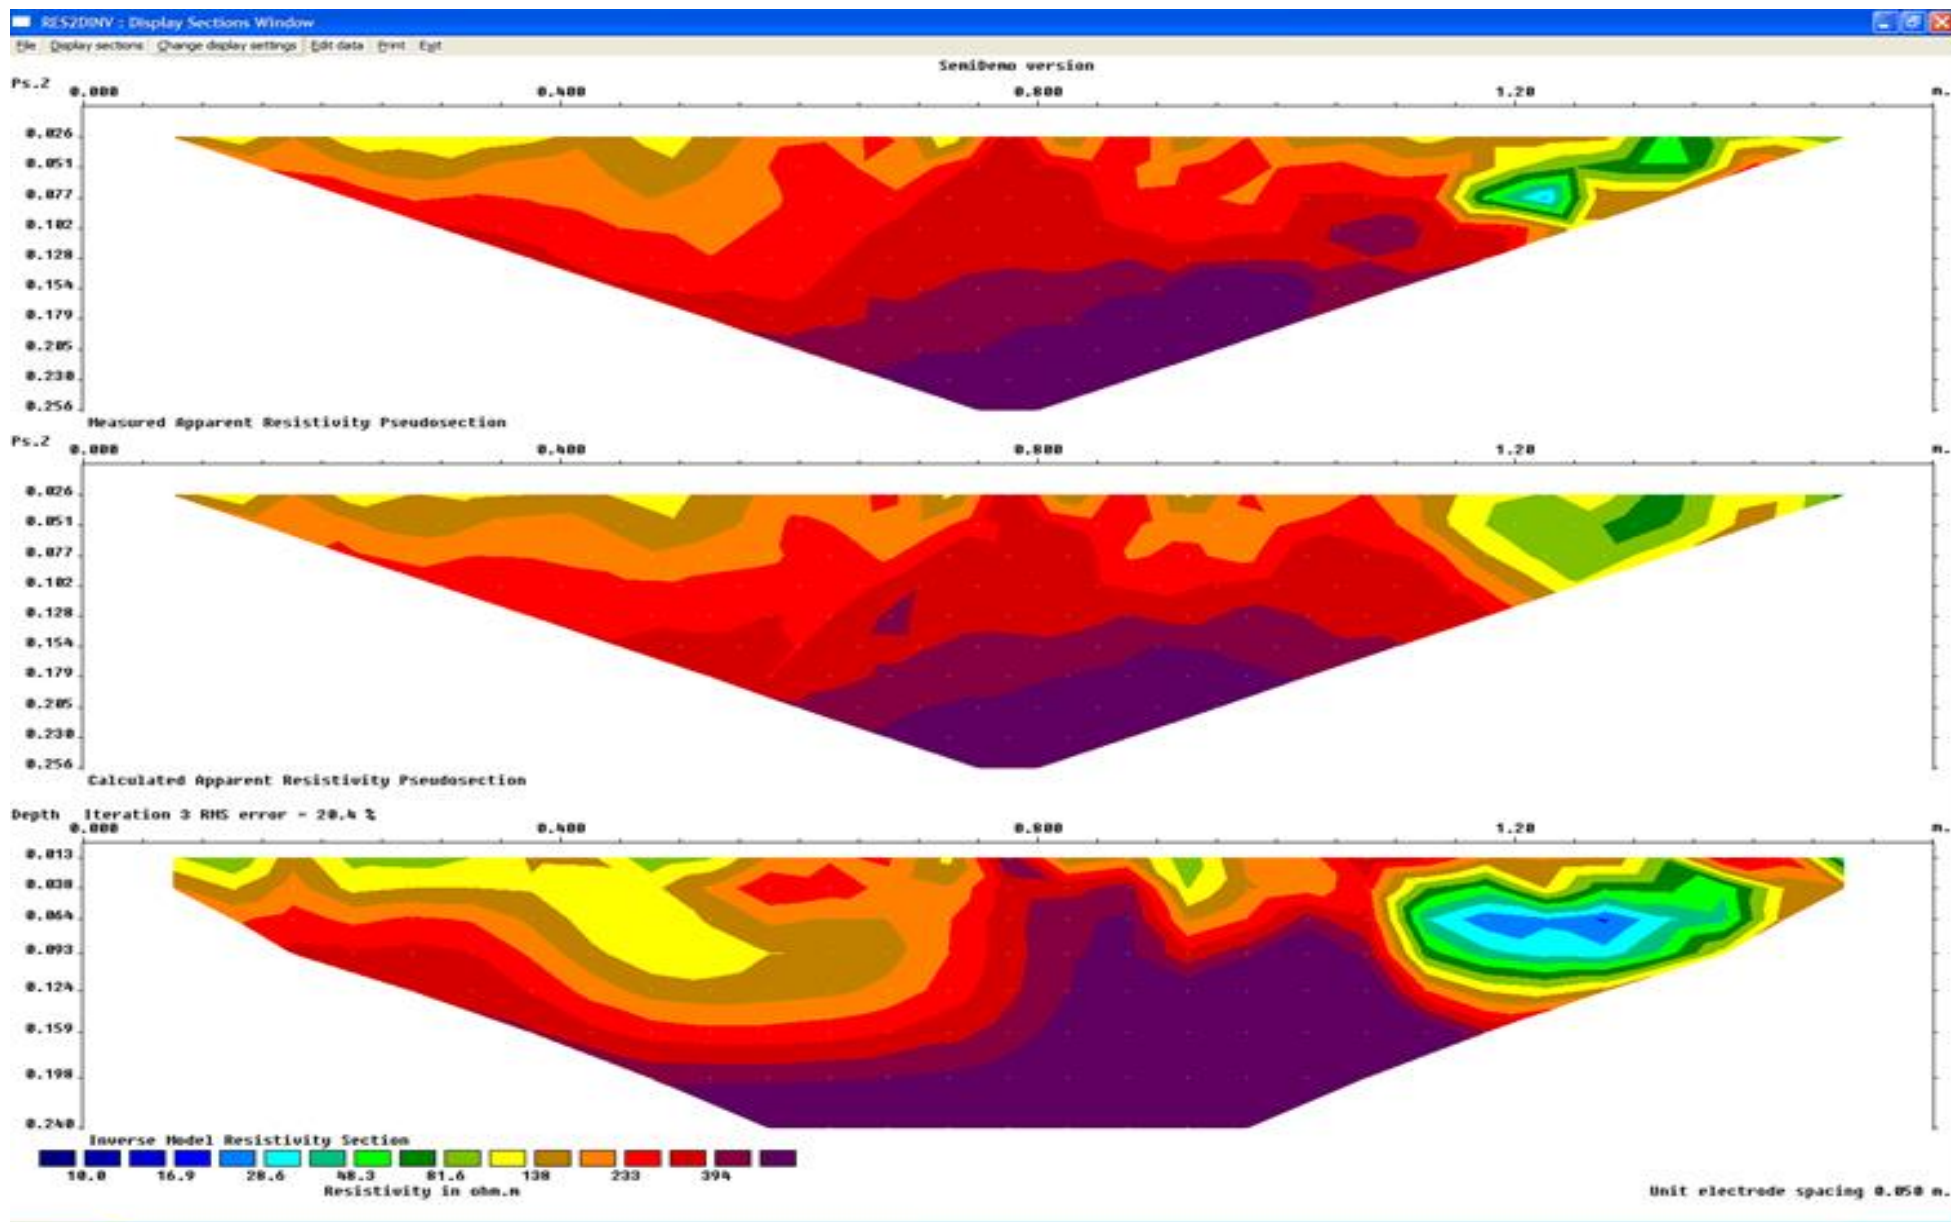 RES2DINV : Display Sections Window
File Display sections Change display settings Edit data Print Exit
SemiDemo version
Ps.Z 0.000 0.400 0.800 1.20 m.
0.026
0.051
0.077
0.102
0.128
0.154
0.179
0.205
0.230
0.256
Measured Apparent Resistivity Pseudosection
Ps.Z 0.000 0.400 0.800 1.20 m.
0.026
0.051
0.077
0.102
0.128
0.154
0.179
0.205
0.230
0.256
Calculated Apparent Resistivity Pseudosection
Depth Iteration 3 RMS error = 20.4 %
0.000 0.400 0.800 1.20 m.
0.013
0.038
0.064
0.093
0.124
0.159
0.198
0.240
Inverse Model Resistivity Section
10.0 16.9 28.6 48.3 81.6 138 233 394
Resistivity in ohm.m
Unit electrode spacing 0.050 m.